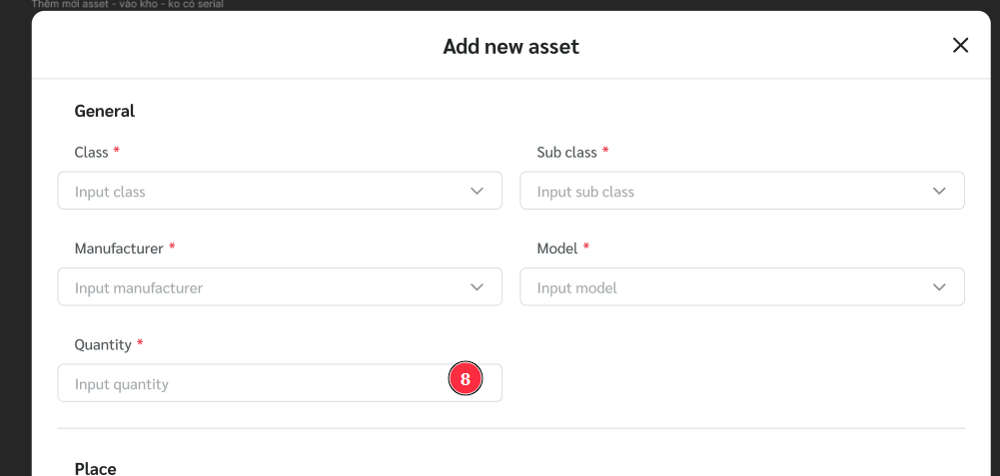 Thêm mới asset - vào kho - ko có serial
Add new asset
General
Class *
Sub class *
Input class
Input sub class
Manufacturer *
Model *
Input manufacturer
Input model
Quantity *
Input quantity
8
Place